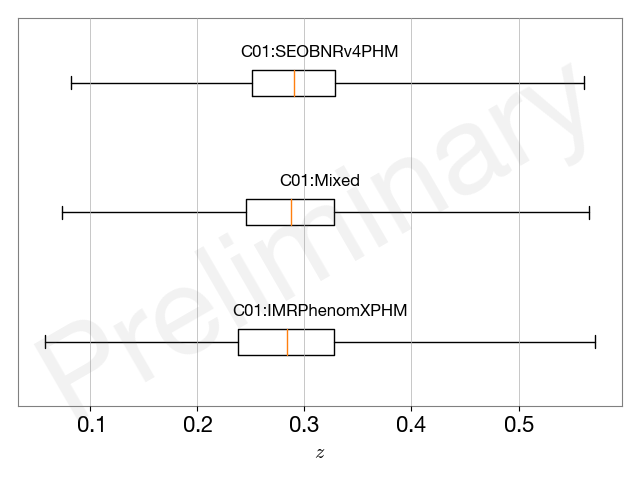 C01:SEOBNRv4PHM
C01:Mixed
C01:IMRPhenomXPHM
Preliminary
0.1 0.2 0.3 0.4 0.5
z